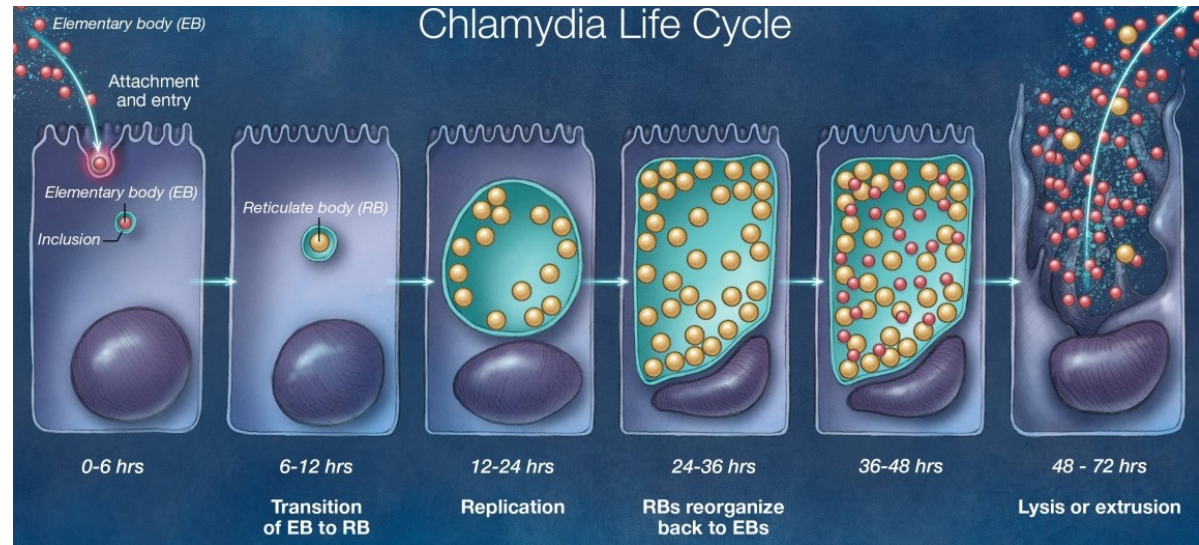 Chlamydia Life Cycle
Elementary body (EB)
Attachment
and entry
Elementary body (EB)
Inclusion
Reticulate body (RB)
0-6 hrs
6-12 hrs
12-24 hrs
24-36 hrs
36-48 hrs
48 - 72 hrs
Transition
of EB to RB
Replication
RBs reorganize
back to EBs
Lysis or extrusion